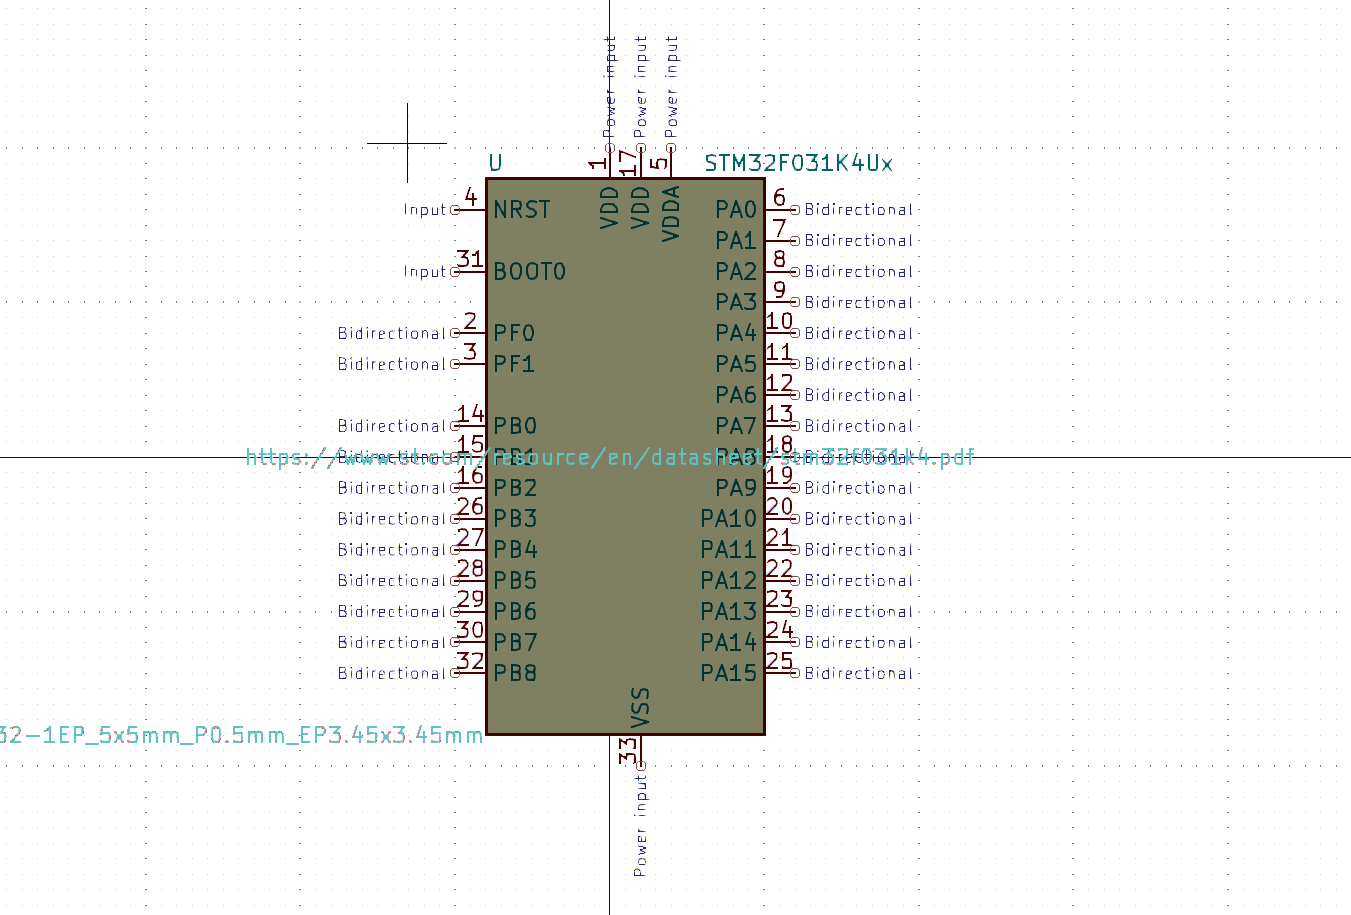 Power input
Power input
Power input
1
17
5
U
STM32F031K4Ux
VDD
VDD
VDDA
Input 4 NRST PA0 6 Bidirectional
PA1 7 Bidirectional
Input 31 BOOT0 PA2 8 Bidirectional
PA3 9 Bidirectional
Bidirectional 2 PF0 PA4 10 Bidirectional
Bidirectional 3 PF1 PA5 11 Bidirectional
PA6 12 Bidirectional
Bidirectional 14 PB0 PA7 13 Bidirectional
Bidirectional 15 PB1 PA8 18 Bidirectional
https://www.st.com/resource/en/datasheet/stm32f031k4.pdf
Bidirectional 16 PB2 PA9 19 Bidirectional
Bidirectional 26 PB3 PA10 20 Bidirectional
Bidirectional 27 PB4 PA11 21 Bidirectional
Bidirectional 28 PB5 PA12 22 Bidirectional
Bidirectional 29 PB6 PA13 23 Bidirectional
Bidirectional 30 PB7 PA14 24 Bidirectional
Bidirectional 32 PB8 PA15 25 Bidirectional
VSS
32-1EP_5x5mm_P0.5mm_EP3.45x3.45mm
33
Power input